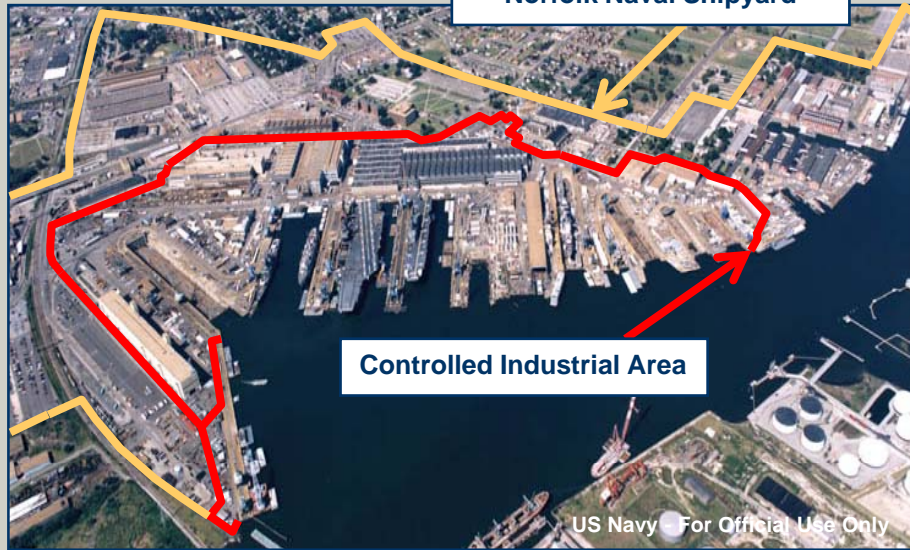 Norfolk Naval Shipyard
Controlled Industrial Area
US Navy - For Official Use Only